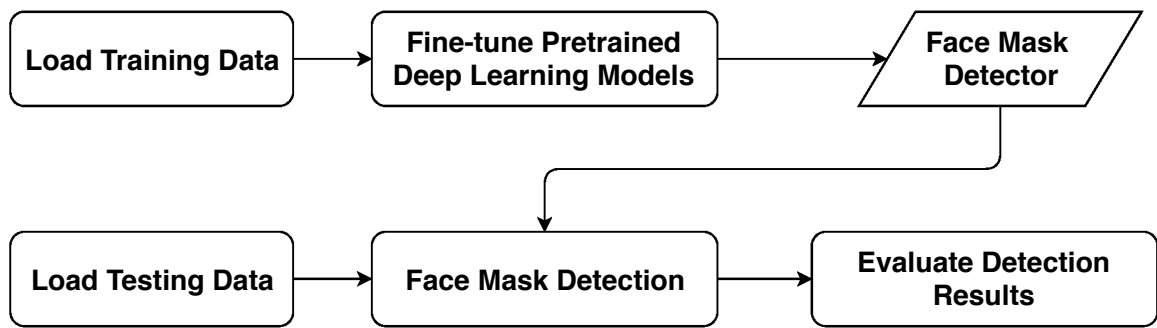 Load Training Data
Fine-tune Pretrained
Deep Learning Models
Face Mask
Detector
Load Testing Data
Face Mask Detection
Evaluate Detection
Results